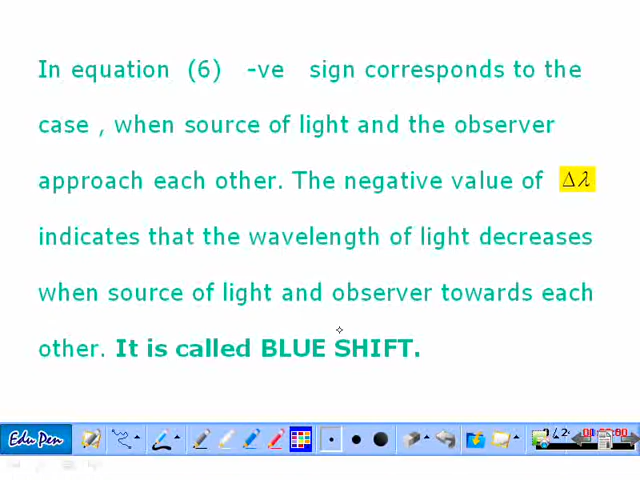 In equation (6) -ve sign corresponds to the
case , when source of light and the observer
approach each other. The negative value of Δλ
indicates that the wavelength of light decreases
when source of light and observer towards each
other. It is called BLUE SHIFT.
Edu Pen